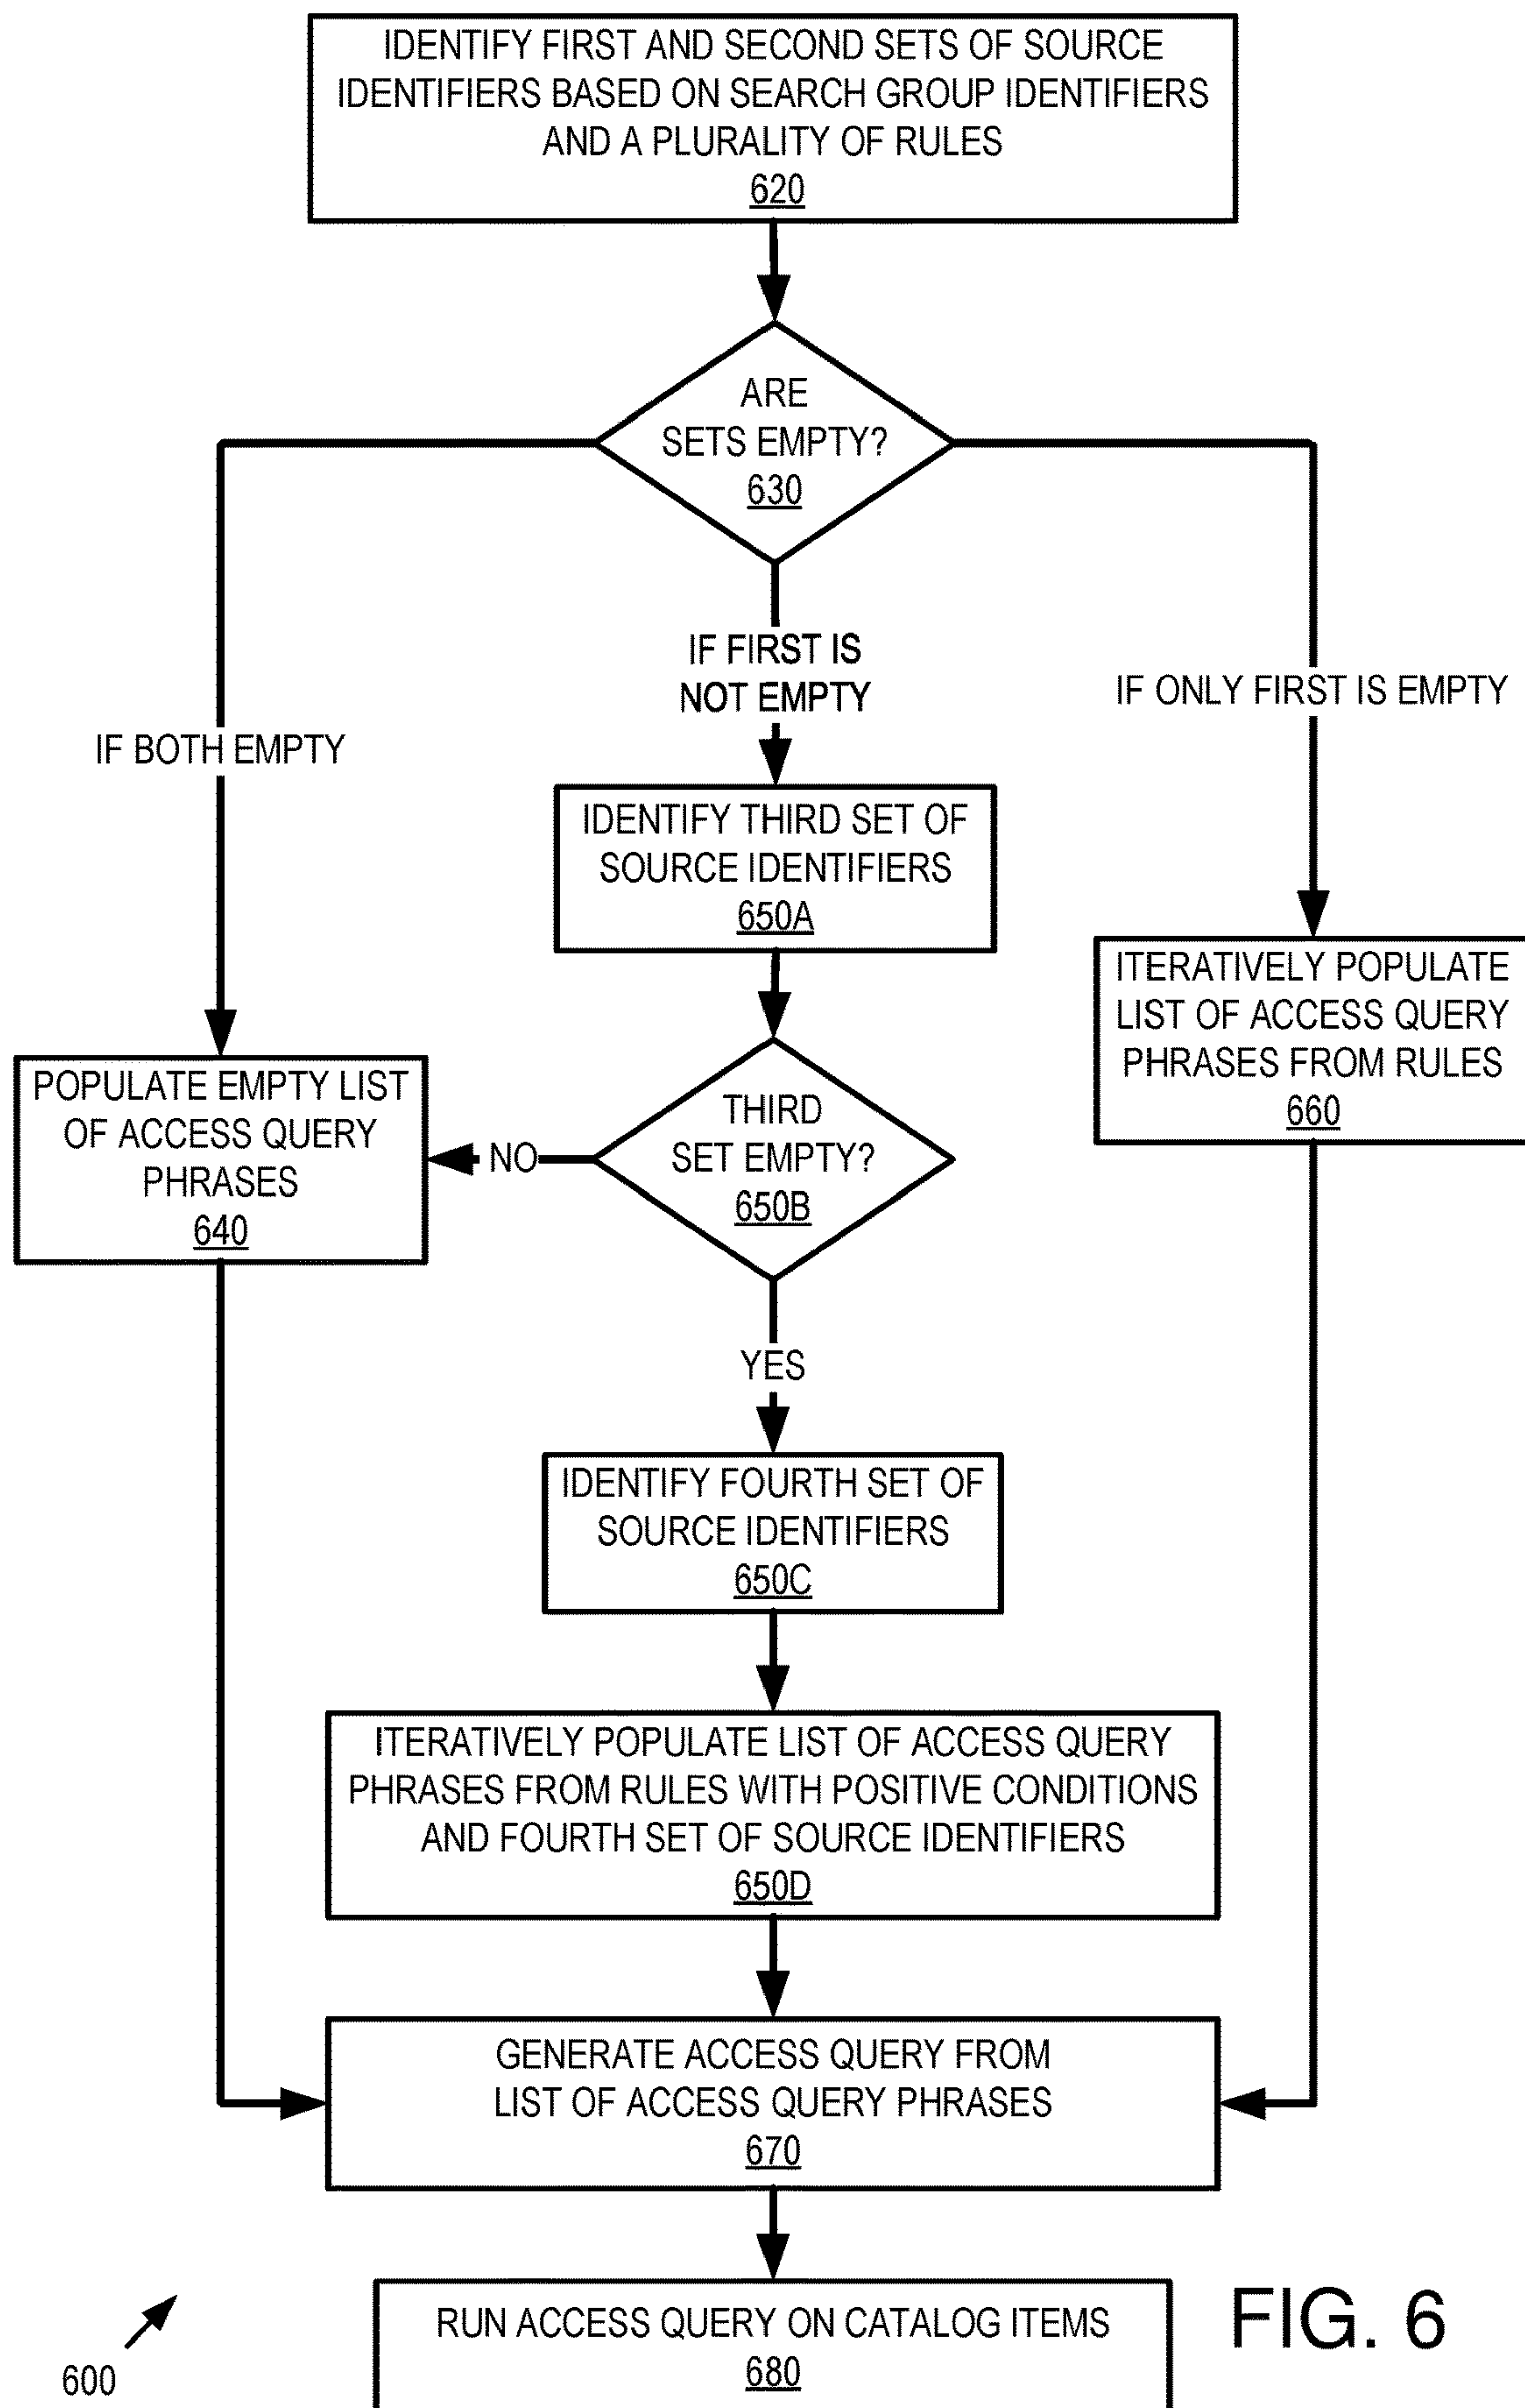 IDENTIFY FIRST AND SECOND SETS OF SOURCE
IDENTIFIERS BASED ON SEARCH GROUP IDENTIFIERS
AND A PLURALITY OF RULES
620
ARE
SETS EMPTY?
630
IF FIRST IS
NOT EMPTY
IF ONLY FIRST IS EMPTY
IF BOTH EMPTY
IDENTIFY THIRD SET OF
SOURCE IDENTIFIERS
650A
ITERATIVELY POPULATE
LIST OF ACCESS QUERY
PHRASES FROM RULES
660
POPULATE EMPTY LIST
OF ACCESS QUERY
PHRASES
640
THIRD
SET EMPTY?
650B
NO
YES
IDENTIFY FOURTH SET OF
SOURCE IDENTIFIERS
650C
ITERATIVELY POPULATE LIST OF ACCESS QUERY
PHRASES FROM RULES WITH POSITIVE CONDITIONS
AND FOURTH SET OF SOURCE IDENTIFIERS
650D
GENERATE ACCESS QUERY FROM
LIST OF ACCESS QUERY PHRASES
670
RUN ACCESS QUERY ON CATALOG ITEMS
680
600
FIG. 6